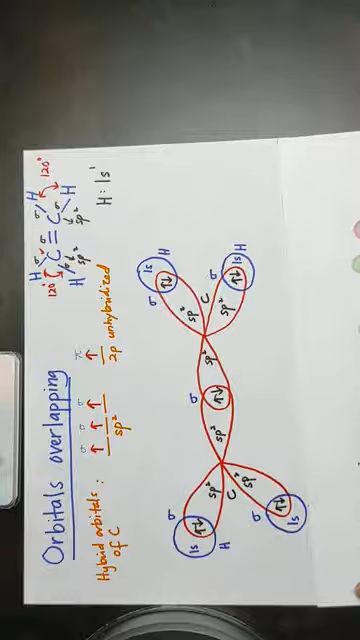 Orbitals overlapping
Hybrid orbitals of C :
σ σ σ π
↑ ↑ ↑ ↑
sp² 2p unhybridized
H H
σ σ
120° C = C 120°
σ σ σ
sp² sp²
H H
H: 1s¹
σ 1s H
1s σ H
⇅ ⇅
sp² C sp²
sp²
σ ⇅
sp²
sp² C sp²
σ ⇅ ⇅ σ
1s H 1s